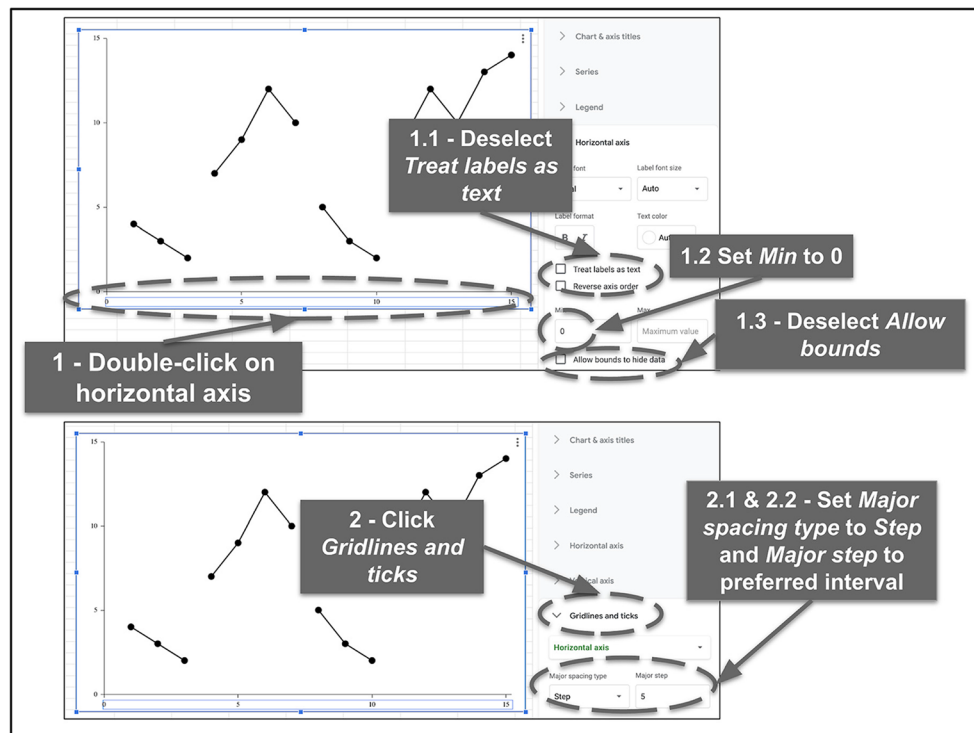 15
10
5
0
0
5
10
15
Chart & axis titles
Series
Legend
Horizontal axis
font
Label font size
Auto
Label format
Text color
B
Treat labels as text
Reverse axis order
Max
0
Maximum value
Allow bounds to hide data
1.1 - Deselect
Treat labels as
text
1.2 Set Min to 0
1.3 - Deselect Allow
bounds
1 - Double-click on
horizontal axis
15
10
5
0
0
5
10
15
Chart & axis titles
Series
Legend
Horizontal axis
axis
Gridlines and ticks
Horizontal axis
Major spacing type
Major step
Step
5
2 - Click
Gridlines and
ticks
2.1 & 2.2 - Set Major
spacing type to Step
and Major step to
preferred interval